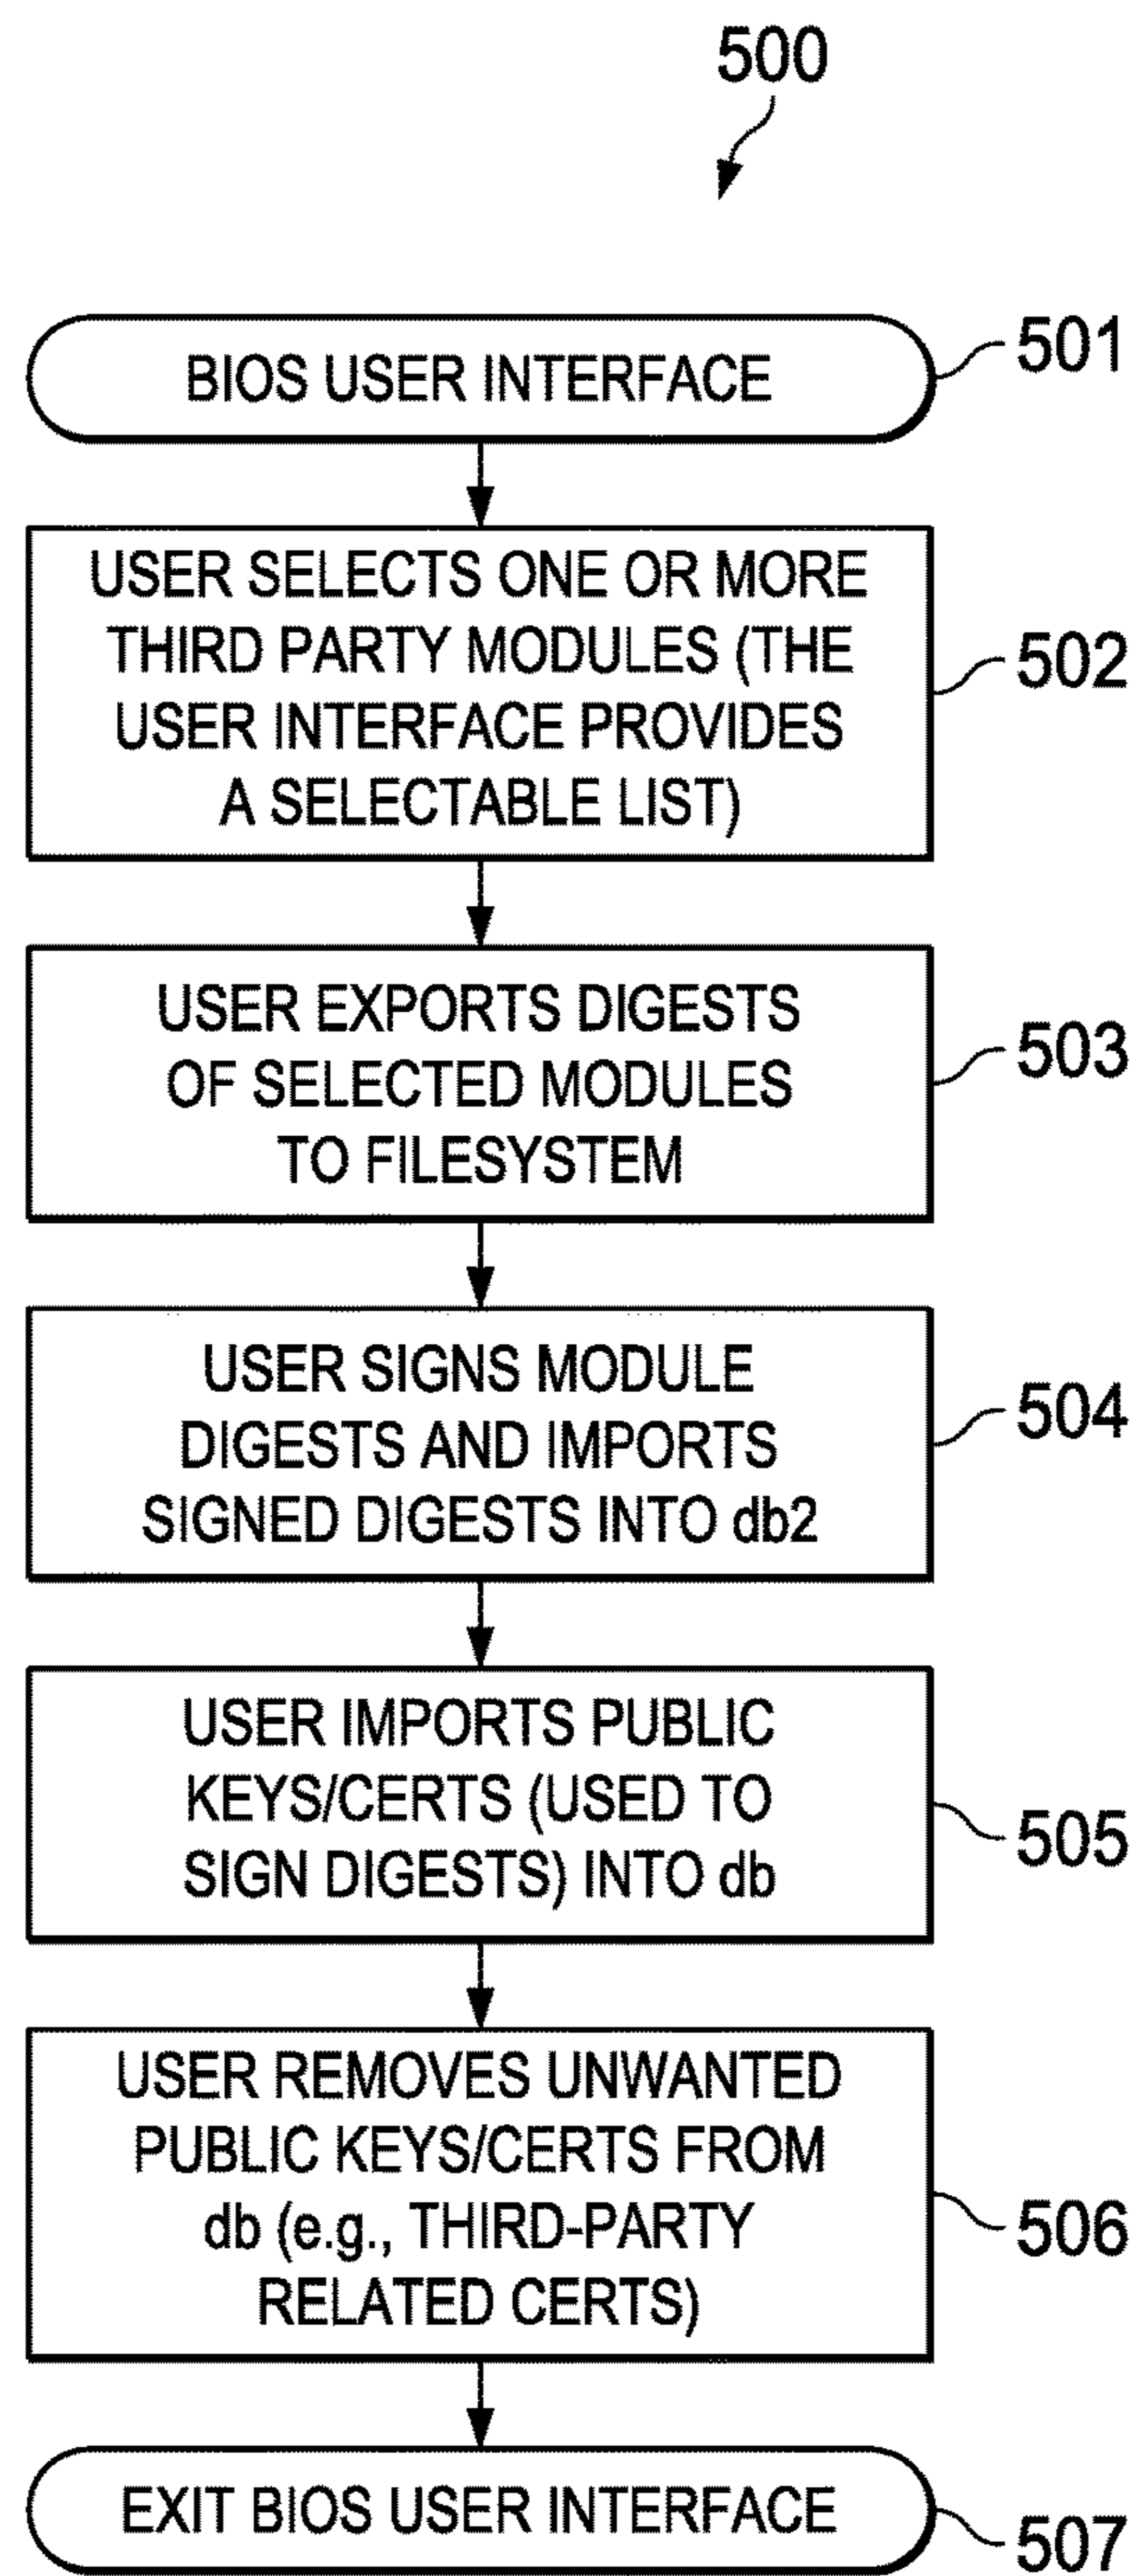 500
BIOS USER INTERFACE
501
USER SELECTS ONE OR MORE
THIRD PARTY MODULES (THE
USER INTERFACE PROVIDES
A SELECTABLE LIST)
502
USER EXPORTS DIGESTS
OF SELECTED MODULES
TO FILESYSTEM
503
USER SIGNS MODULE
DIGESTS AND IMPORTS
SIGNED DIGESTS INTO db2
504
USER IMPORTS PUBLIC
KEYS/CERTS (USED TO
SIGN DIGESTS) INTO db
505
USER REMOVES UNWANTED
PUBLIC KEYS/CERTS FROM
db (e.g., THIRD-PARTY
RELATED CERTS)
506
EXIT BIOS USER INTERFACE
507